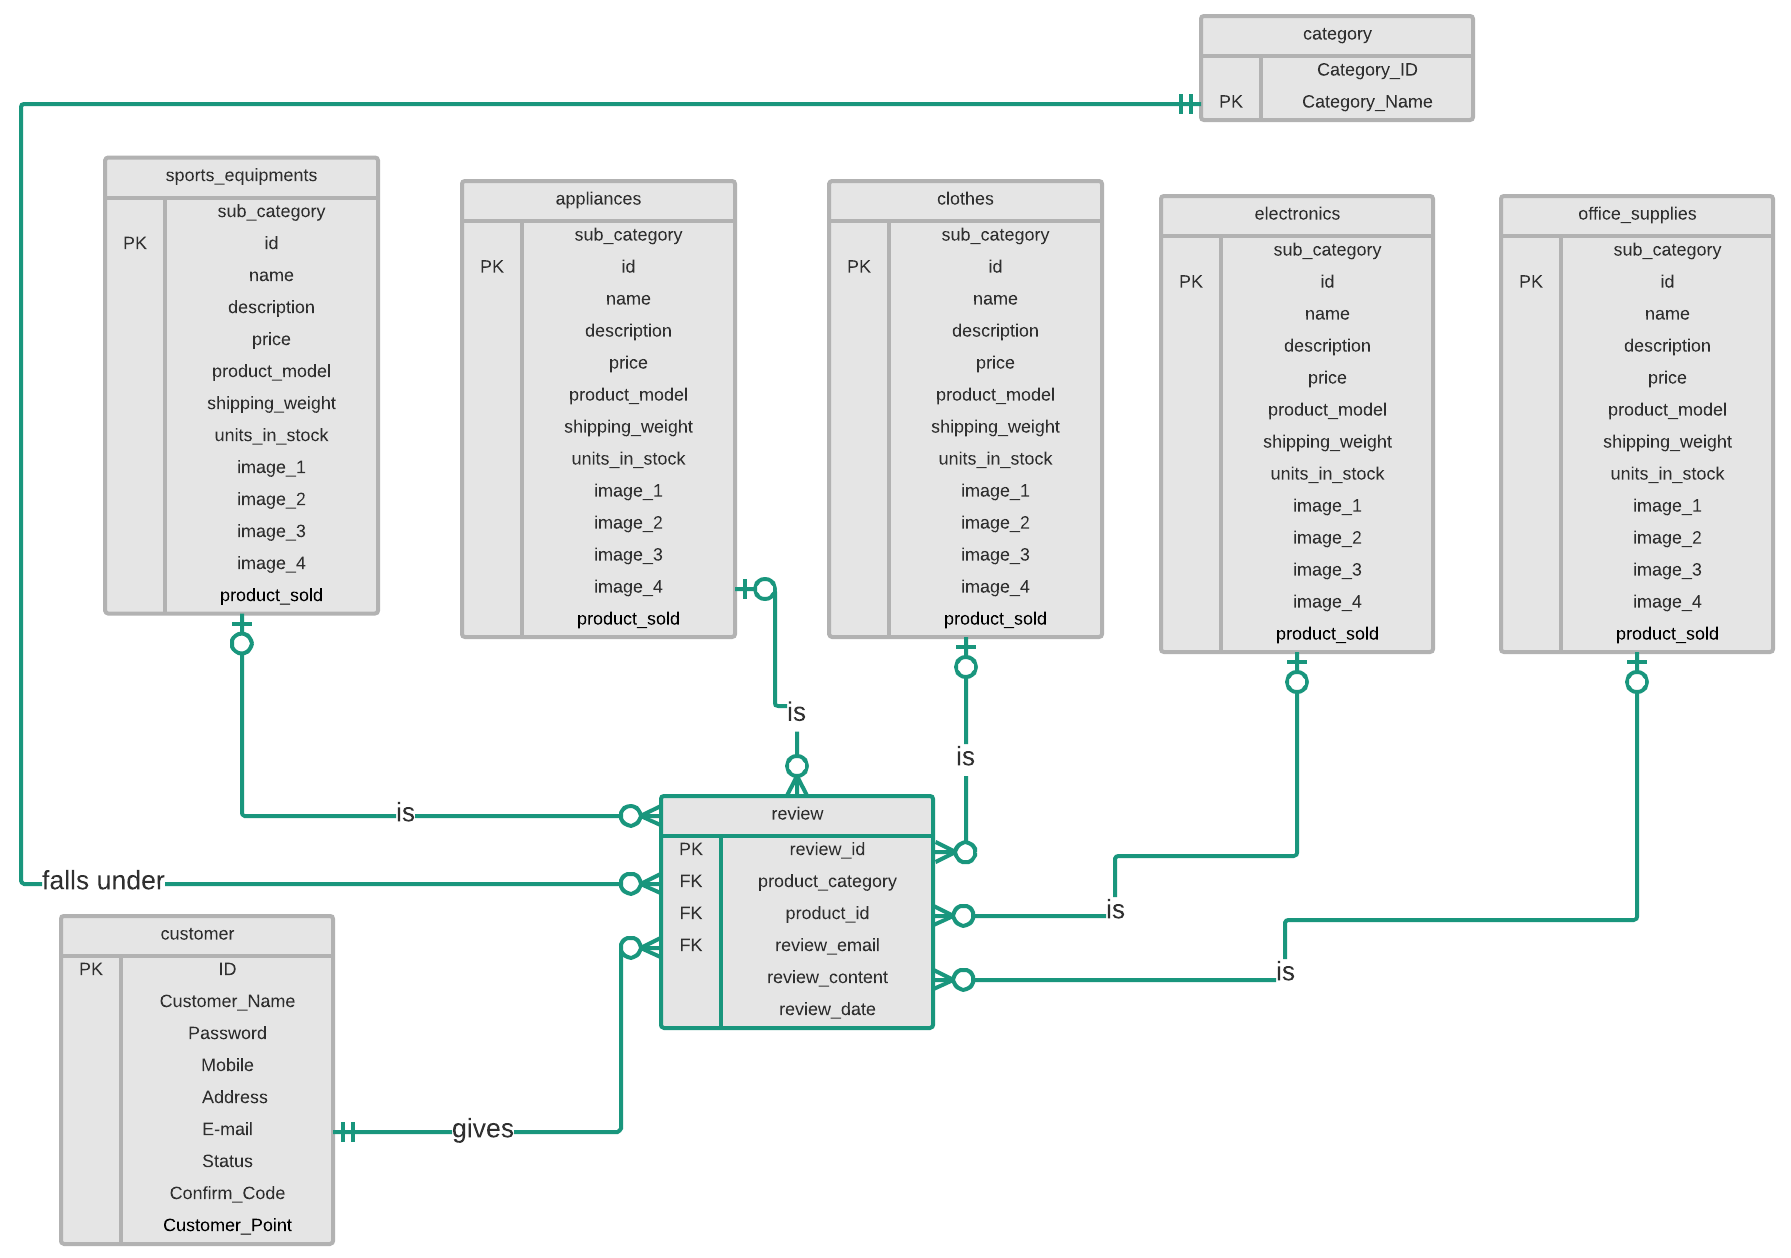 category
Category_ID
PK Category_Name
sports_equipments
sub_category
PK id
name
description
price
product_model
shipping_weight
units_in_stock
image_1
image_2
image_3
image_4
product_sold
appliances
sub_category
PK id
name
description
price
product_model
shipping_weight
units_in_stock
image_1
image_2
image_3
image_4
product_sold
clothes
sub_category
PK id
name
description
price
product_model
shipping_weight
units_in_stock
image_1
image_2
image_3
image_4
product_sold
electronics
sub_category
PK id
name
description
price
product_model
shipping_weight
units_in_stock
image_1
image_2
image_3
image_4
product_sold
office_supplies
sub_category
PK id
name
description
price
product_model
shipping_weight
units_in_stock
image_1
image_2
image_3
image_4
product_sold
is
is
is
is
is
falls under
gives
review
PK review_id
FK product_category
FK product_id
FK review_email
review_content
review_date
customer
PK ID
Customer_Name
Password
Mobile
Address
E-mail
Status
Confirm_Code
Customer_Point